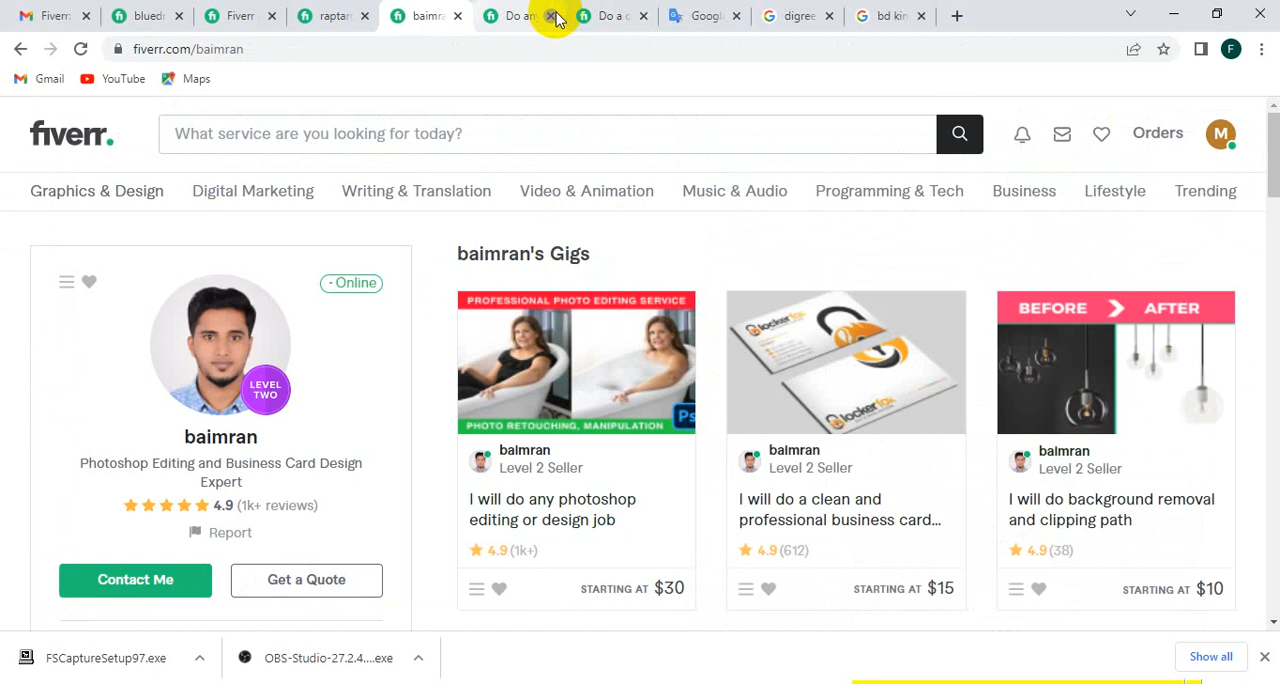 Fiverr
bluedr
Fiverr
raptar
baimra
Do any
Do a c
Google
digree
bd kin
fiverr.com/baimran
F
Gmail
YouTube
Maps
fiverr.
What service are you looking for today?
Orders
M
Graphics & Design
Digital Marketing
Writing & Translation
Video & Animation
Music & Audio
Programming & Tech
Business
Lifestyle
Trending
- Online
LEVEL
TWO
baimran
Photoshop Editing and Business Card Design
Expert
4.9 (1k+ reviews)
Report
Contact Me
Get a Quote
baimran's Gigs
PROFESSIONAL PHOTO EDITING SERVICE
Ps
PHOTO RETOUCHING, MANIPULATION
baimran
Level 2 Seller
I will do any photoshop
editing or design job
4.9 (1k+)
STARTING AT $30
lockerfox
lockerfox
baimran
Level 2 Seller
I will do a clean and
professional business card...
4.9 (612)
STARTING AT $15
BEFORE
AFTER
baimran
Level 2 Seller
I will do background removal
and clipping path
4.9 (38)
STARTING AT $10
FSCaptureSetup97.exe
OBS-Studio-27.2.4....exe
Show all